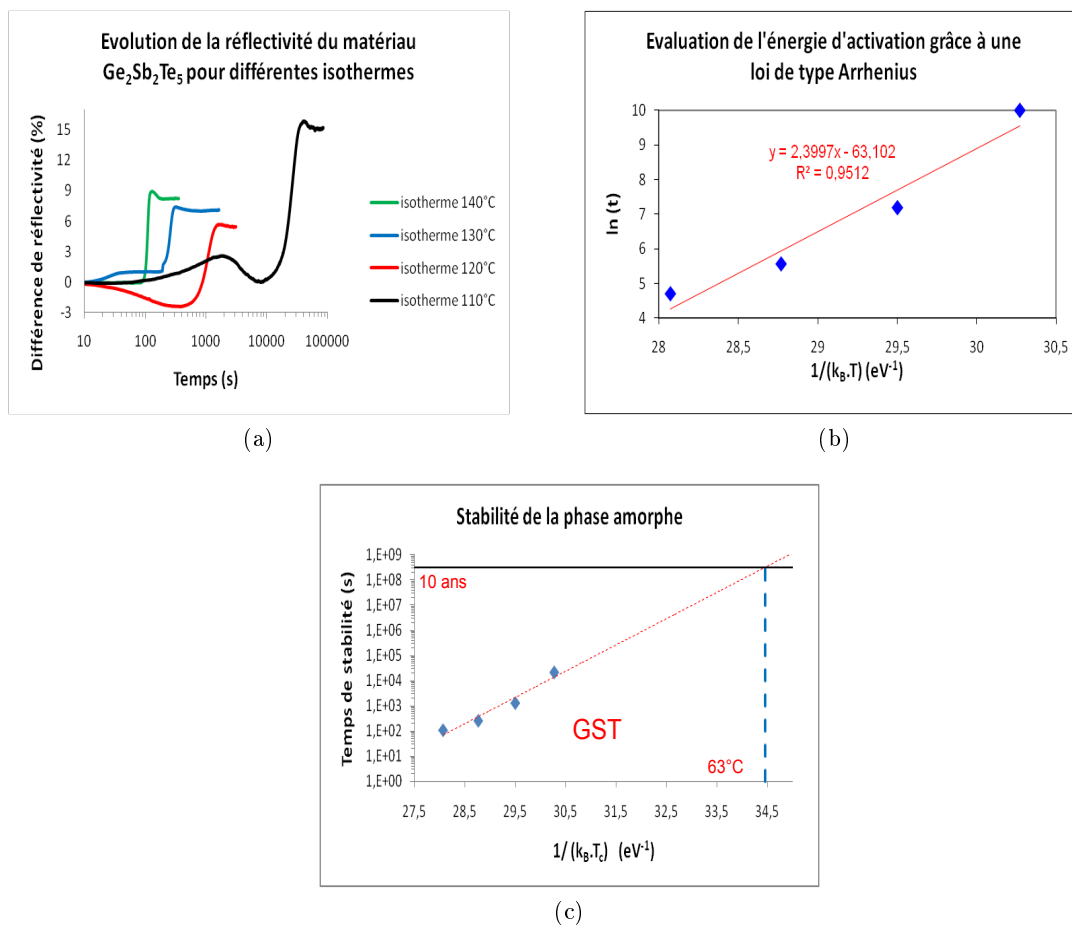 Evolution de la réflectivité du matériau
Ge₂Sb₂Te₅ pour différentes isothermes
Différence de réflectivité (%)
15
12
9
6
3
0
-3
10
100
1000
10000
100000
Temps (s)
isotherme 140°C
isotherme 130°C
isotherme 120°C
isotherme 110°C
(a)
Evaluation de l'énergie d'activation grâce à une
loi de type Arrhenius
ln (t)
10
9
8
7
6
5
4
y = 2,3997x - 63,102
R² = 0,9512
28
28,5
29
29,5
30
30,5
1/(k_B.T) (eV⁻¹)
(b)
Stabilité de la phase amorphe
Temps de stabilité (s)
1,E+09
1,E+08
1,E+07
1,E+06
1,E+05
1,E+04
1,E+03
1,E+02
1,E+01
1,E+00
10 ans
GST
63°C
27,5
28,5
29,5
30,5
31,5
32,5
33,5
34,5
1/ (k_B.T_c) (eV⁻¹)
(c)